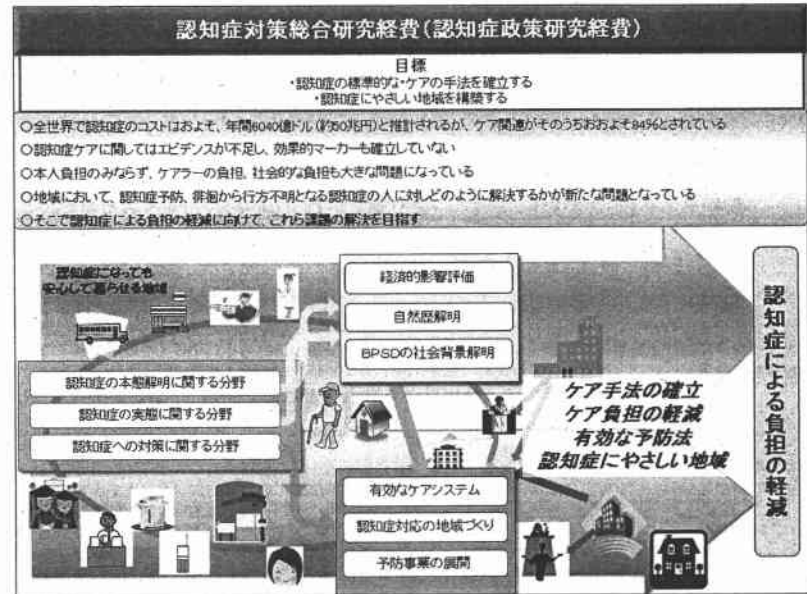 認知症対策総合研究経費(認知症政策研究経費)
目標
・認知症の標準的な・ケアの手法を確立する
・認知症にやさしい地域を構築する
○全世界で認知症のコストはおよそ、年間6040億ドル(約50兆円)と推計されるが、ケア関連がそのうちおおよそ84%とされている
○認知症ケアに関してはエビデンスが不足し、効果的マーカーも確立していない
○本人負担のみならず、ケアラーの負担、社会的な負担も大きな問題になっている
○地域において、認知症予防、徘徊から行方不明となる認知症の人に対しどのように解決するかが新たな問題となっている
○そこで認知症による負担の軽減に向けて、これら課題の解決を目指す
認知症になっても
安心して暮らせる地域
経済的影響評価
自然歴解明
BPSDの社会背景解明
認知症の本態解明に関する分野
認知症の実態に関する分野
認知症への対策に関する分野
ケア手法の確立
ケア負担の軽減
有効な予防法
認知症にやさしい地域
有効なケアシステム
認知症対応の地域づくり
予防事業の展開
認知症による負担の軽減